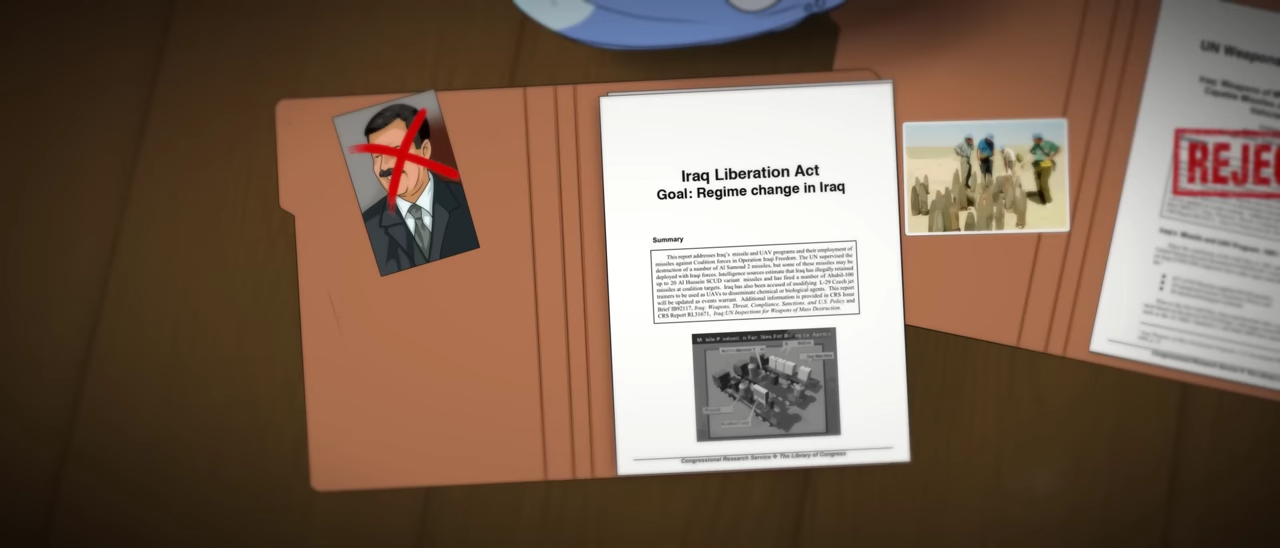 Iraq Liberation Act
Goal: Regime change in Iraq
Summary
This report addresses Iraq's missile and UAV programs and their employment of
missiles against Coalition forces in Operation Iraqi Freedom. The UN supervised the
destruction of a number of Al Samoud 2 missiles, but some of these missiles may be
deployed with Iraqi forces. Intelligence sources estimate that Iraq has illegally retained
up to 20 Al Hussein SCUD variant missiles and has fired a number of Ababil-100
missiles at coalition targets. Iraq has also been accused of modifying L-29 Czech jet
trainers to be used as UAVs to disseminate chemical or biological agents. This report
will be updated as events warrant. Additional information is provided in CRS Issue
Brief IB92117, Iraq: Weapons, Threat, Compliance, Sanctions, and U.S. Policy and
CRS Report RL31671, Iraq:UN Inspections for Weapons of Mass Destruction.
Congressional Research Service ❖ The Library of Congress
UN Weapons
Iraq: Weapons of
Capable Missiles
REJEC